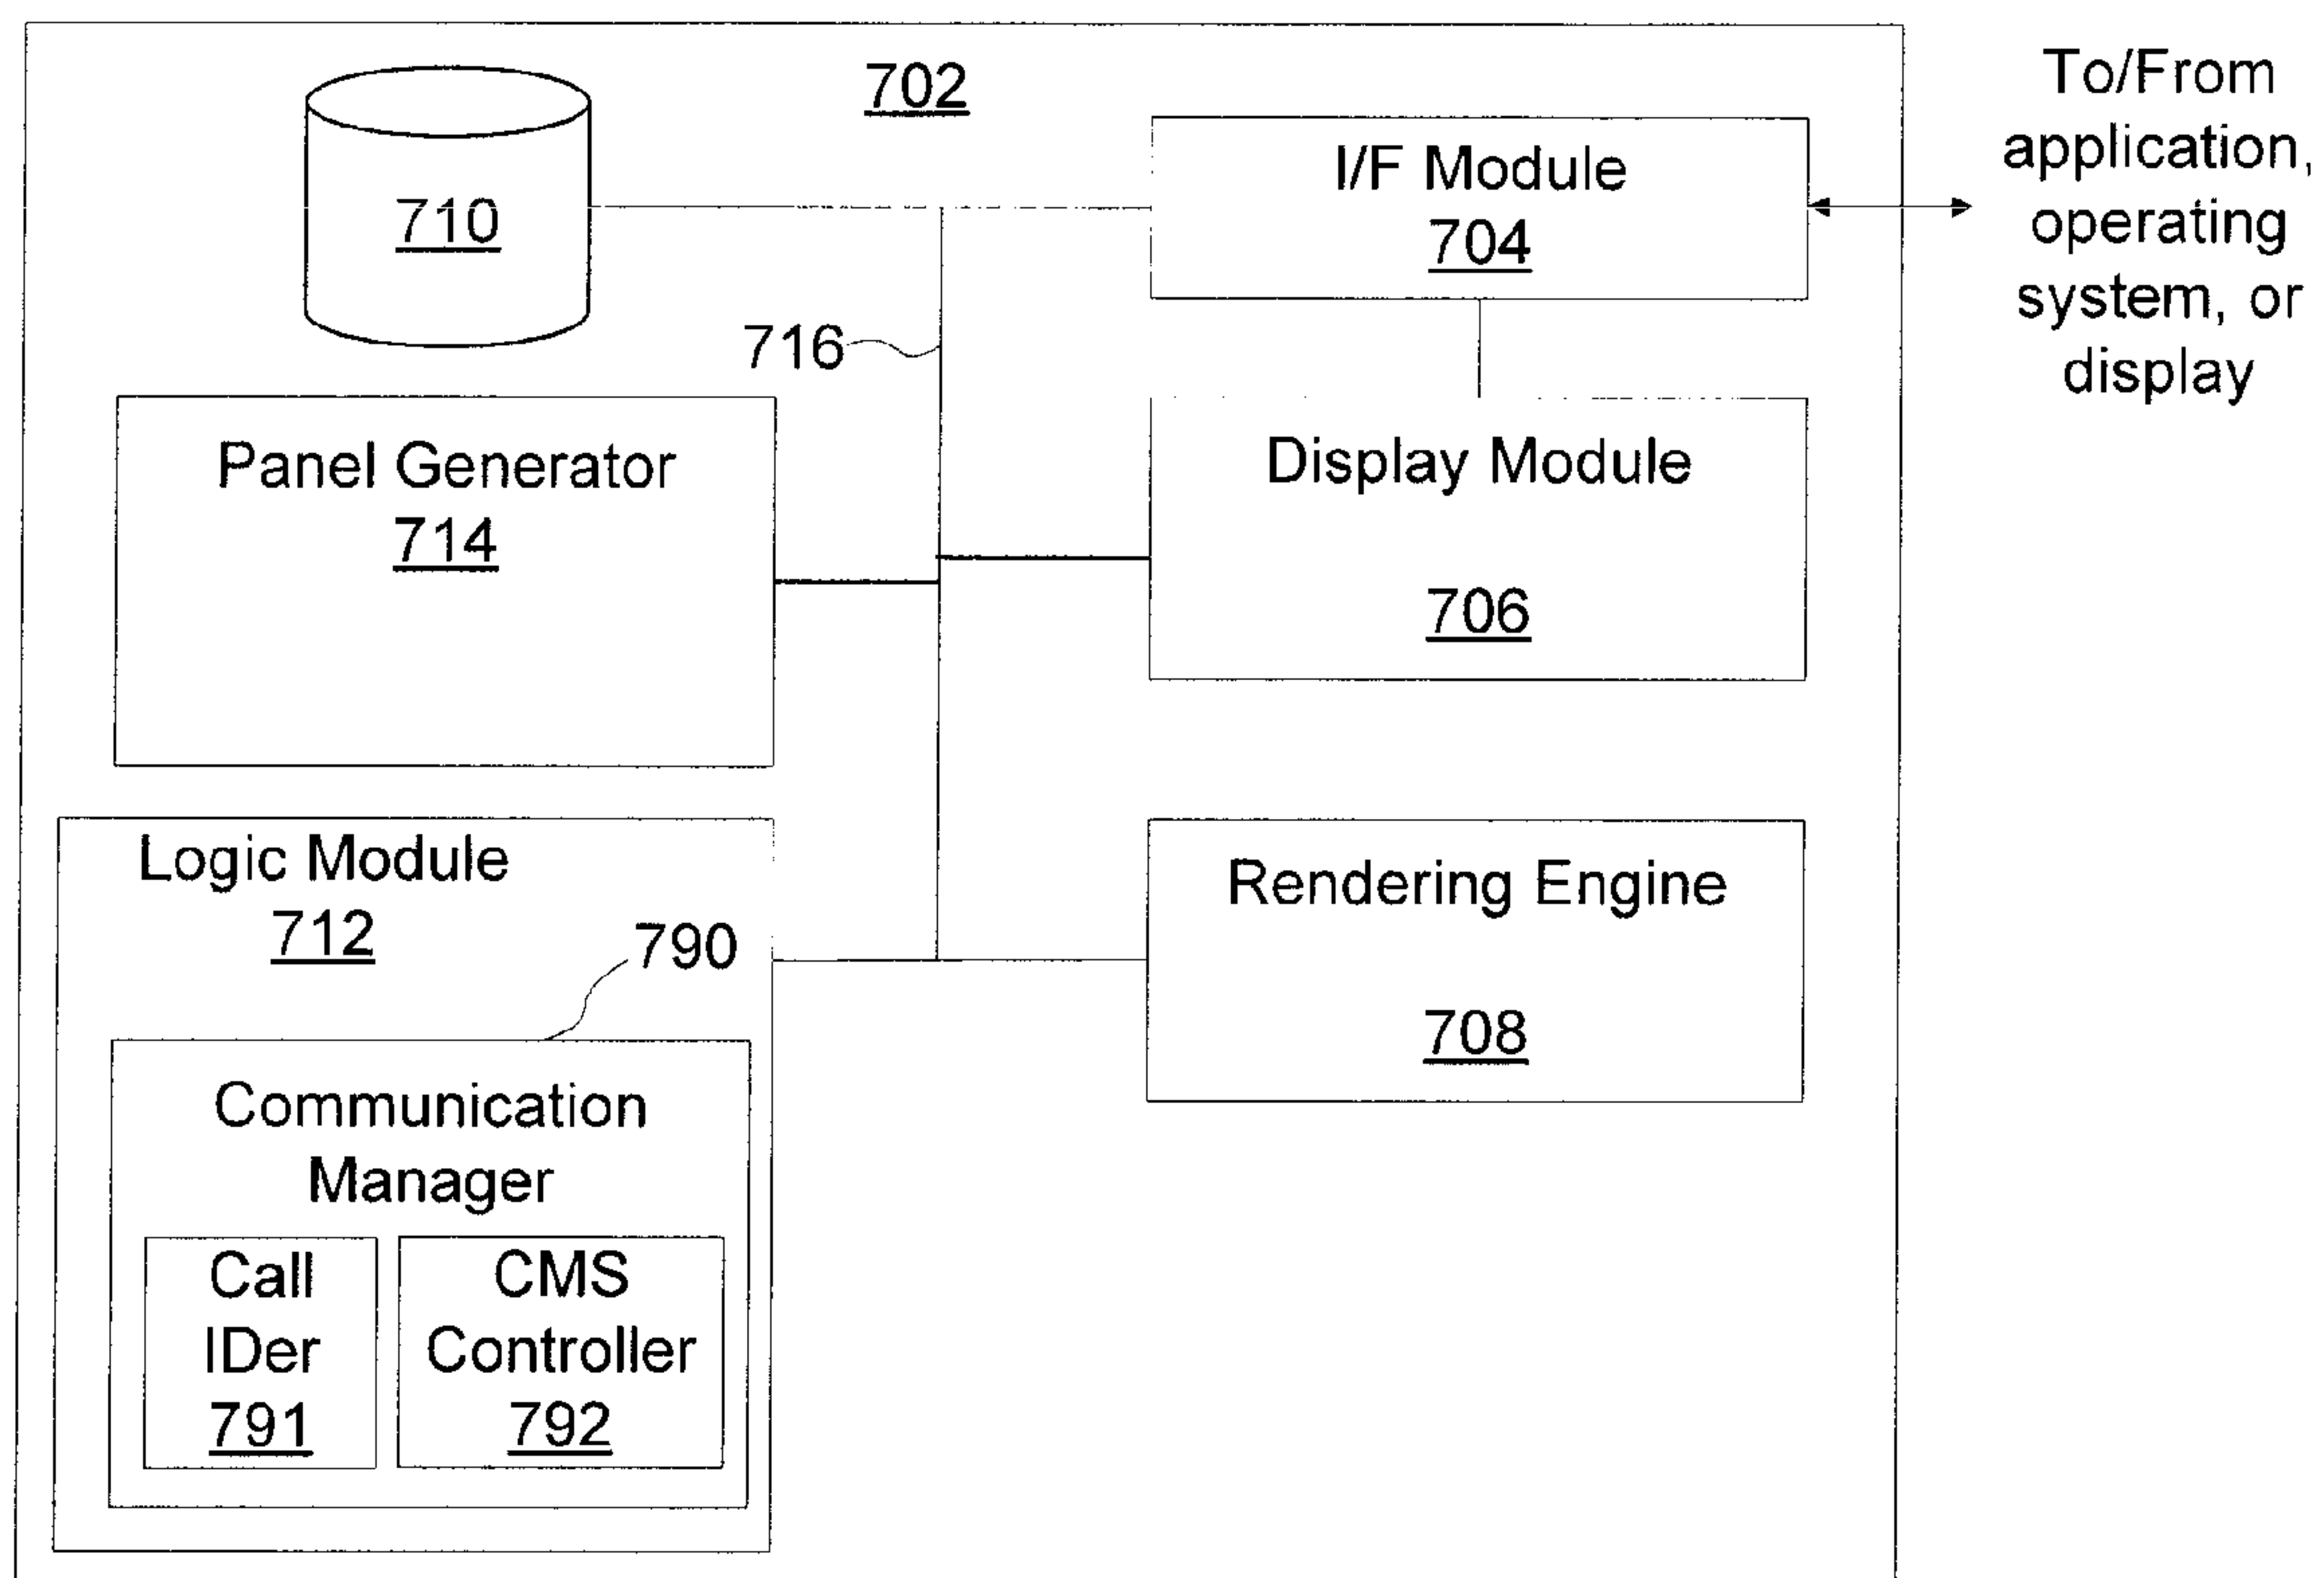 702
To/From
application,
operating
system, or
display
710
I/F Module
704
716
Panel Generator
714
Display Module
706
Logic Module
712
790
Rendering Engine
708
Communication
Manager
Call
IDer
791
CMS
Controller
792